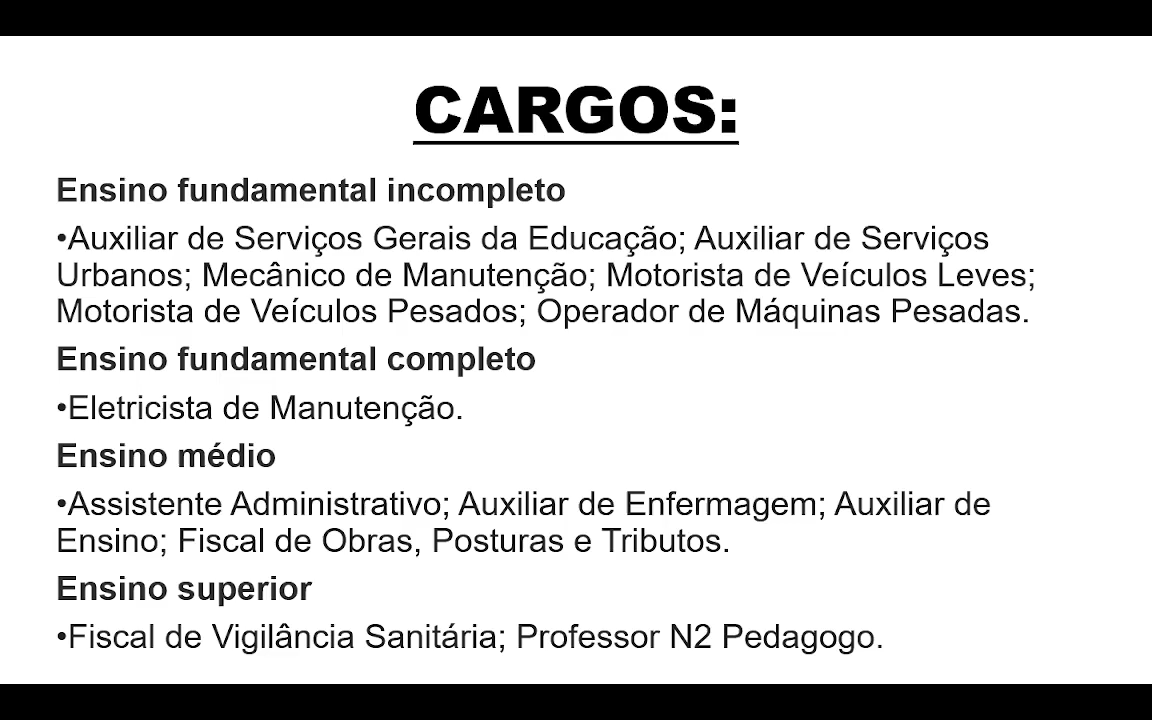 CARGOS:
Ensino fundamental incompleto
•Auxiliar de Serviços Gerais da Educação; Auxiliar de Serviços
Urbanos; Mecânico de Manutenção; Motorista de Veículos Leves;
Motorista de Veículos Pesados; Operador de Máquinas Pesadas.
Ensino fundamental completo
•Eletricista de Manutenção.
Ensino médio
•Assistente Administrativo; Auxiliar de Enfermagem; Auxiliar de
Ensino; Fiscal de Obras, Posturas e Tributos.
Ensino superior
•Fiscal de Vigilância Sanitária; Professor N2 Pedagogo.